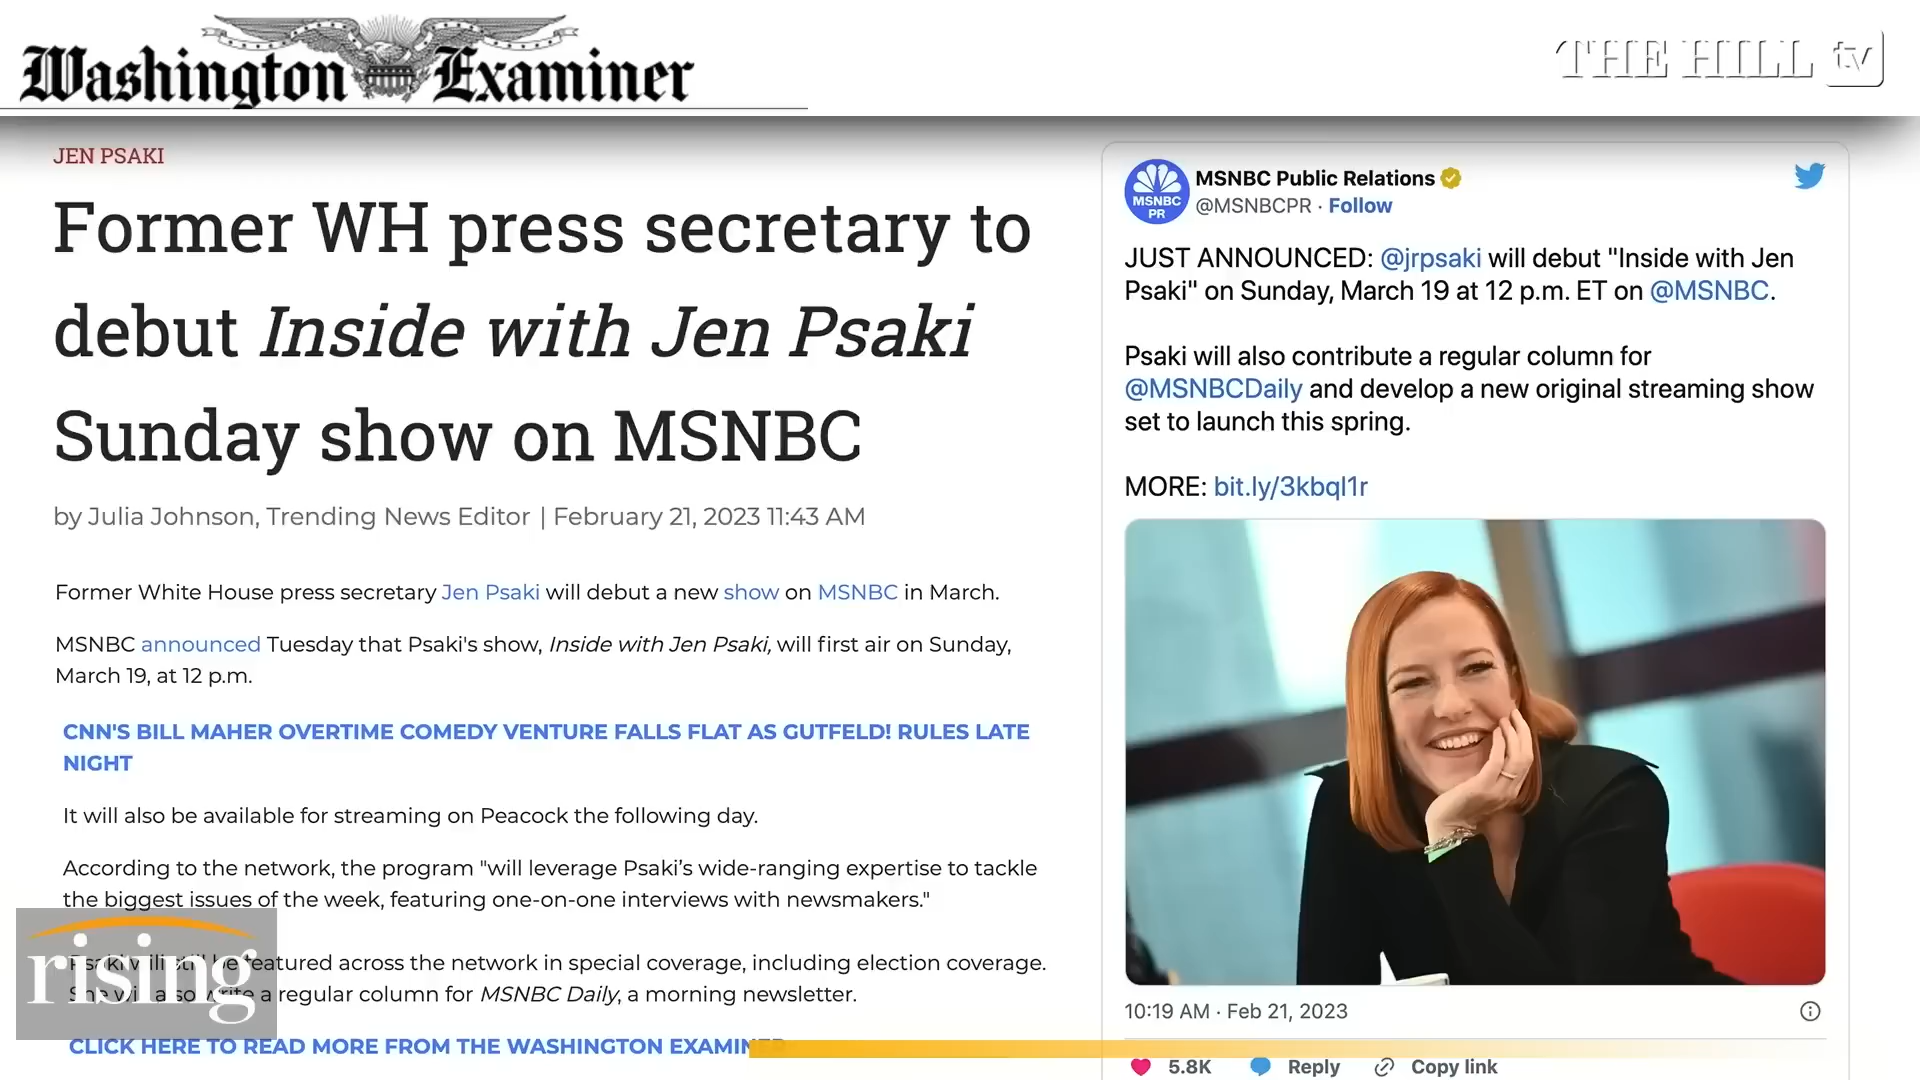 Washington Examiner
THE HILL tv
JEN PSAKI
Former WH press secretary to
debut Inside with Jen Psaki
Sunday show on MSNBC
by Julia Johnson, Trending News Editor | February 21, 2023 11:43 AM
Former White House press secretary Jen Psaki will debut a new show on MSNBC in March.
MSNBC announced Tuesday that Psaki's show, Inside with Jen Psaki, will first air on Sunday,
March 19, at 12 p.m.
CNN'S BILL MAHER OVERTIME COMEDY VENTURE FALLS FLAT AS GUTFELD! RULES LATE
NIGHT
It will also be available for streaming on Peacock the following day.
According to the network, the program "will leverage Psaki’s wide-ranging expertise to tackle
the biggest issues of the week, featuring one-on-one interviews with newsmakers."
Psaki will still be featured across the network in special coverage, including election coverage.
She will also write a regular column for MSNBC Daily, a morning newsletter.
CLICK HERE TO READ MORE FROM THE WASHINGTON EXAMINER
rising
MSNBC PR
MSNBC Public Relations
@MSNBCPR · Follow
JUST ANNOUNCED: @jrpsaki will debut "Inside with Jen
Psaki" on Sunday, March 19 at 12 p.m. ET on @MSNBC.
Psaki will also contribute a regular column for
@MSNBCDaily and develop a new original streaming show
set to launch this spring.
MORE: bit.ly/3kbql1r
10:19 AM · Feb 21, 2023
5.8K Reply Copy link